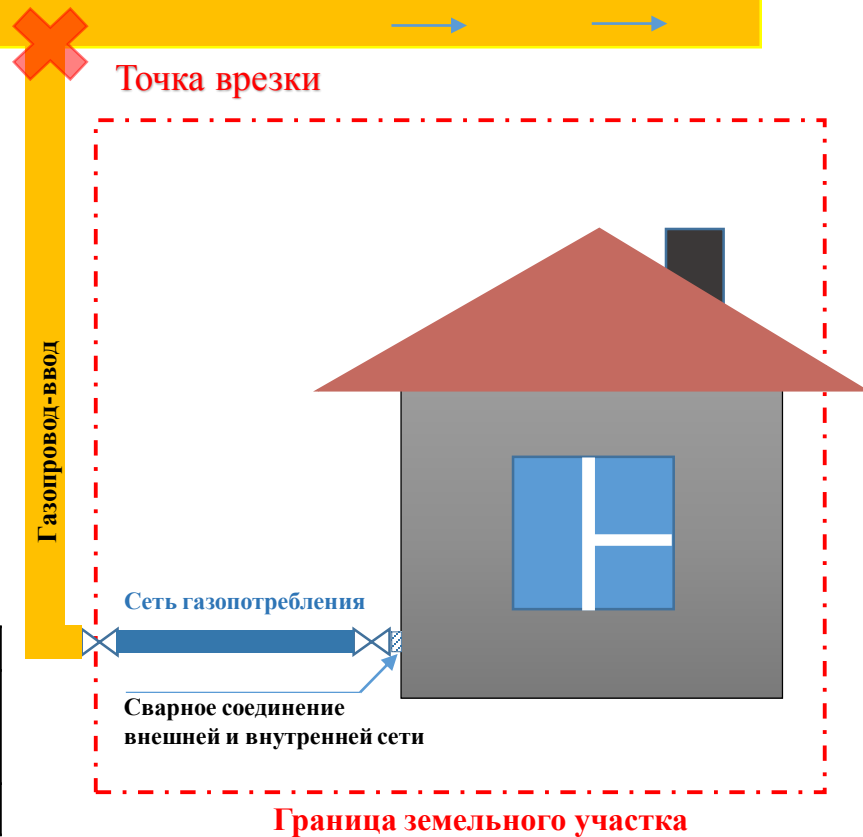 Точка врезки
Газопровод-ввод
Сеть газопотребления
Сварное соединение
внешней и внутренней сети
Граница земельного участка